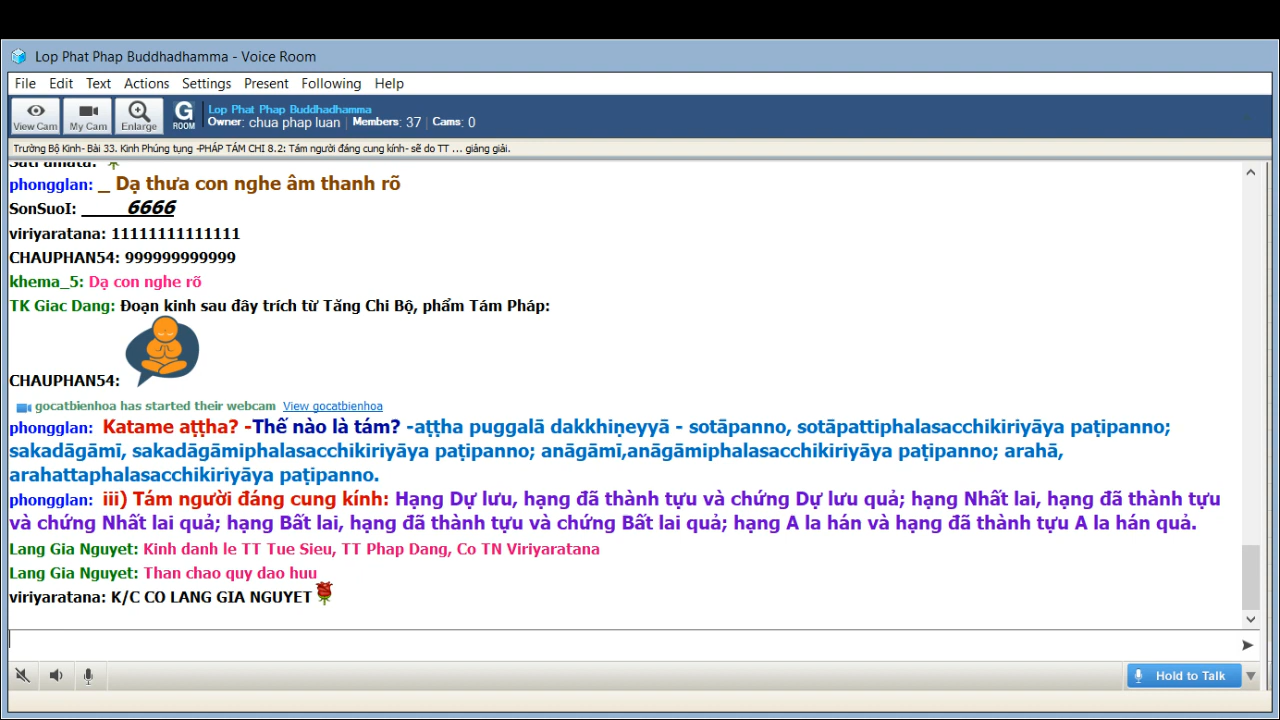 Lop Phat Phap Buddhadhamma - Voice Room
File Edit Text Actions Settings Present Following Help
View Cam My Cam Enlarge G ROOM Lop Phat Phap Buddhadhamma
Owner: chua phap luan | Members: 37 | Cams: 0
Trường Bộ Kinh- Bài 33. Kinh Phúng tụng -PHÁP TÁM CHI 8.2: Tám người đáng cung kính- sẽ do TT ... giảng giải.
Sati amata:
phongglan: _ Dạ thưa con nghe âm thanh rõ
SonSuoI: ____6666
viriyaratana: 11111111111111
CHAUPHAN54: 999999999999
khema_5: Dạ con nghe rõ
TK Giac Dang: Đoạn kinh sau đây trích từ Tăng Chi Bộ, phẩm Tám Pháp:
CHAUPHAN54:
gocatbienhoa has started their webcam View gocatbienhoa
phongglan: Katame aṭṭha? -Thế nào là tám? -aṭṭha puggalā dakkhiṇeyyā - sotāpanno, sotāpattiphalasacchikiriyāya paṭipanno;
sakadāgāmī, sakadāgāmiphalasacchikiriyāya paṭipanno; anāgāmī,anāgāmiphalasacchikiriyāya paṭipanno; arahā,
arahattaphalasacchikiriyāya paṭipanno.
phongglan: iii) Tám người đáng cung kính: Hạng Dự lưu, hạng đã thành tựu và chứng Dự lưu quả; hạng Nhất lai, hạng đã thành tựu
và chứng Nhất lai quả; hạng Bất lai, hạng đã thành tựu và chứng Bất lai quả; hạng A la hán và hạng đã thành tựu A la hán quả.
Lang Gia Nguyet: Kinh danh le TT Tue Sieu, TT Phap Dang, Co TN Viriyaratana
Lang Gia Nguyet: Than chao quy dao huu
viriyaratana: K/C CO LANG GIA NGUYET
Hold to Talk